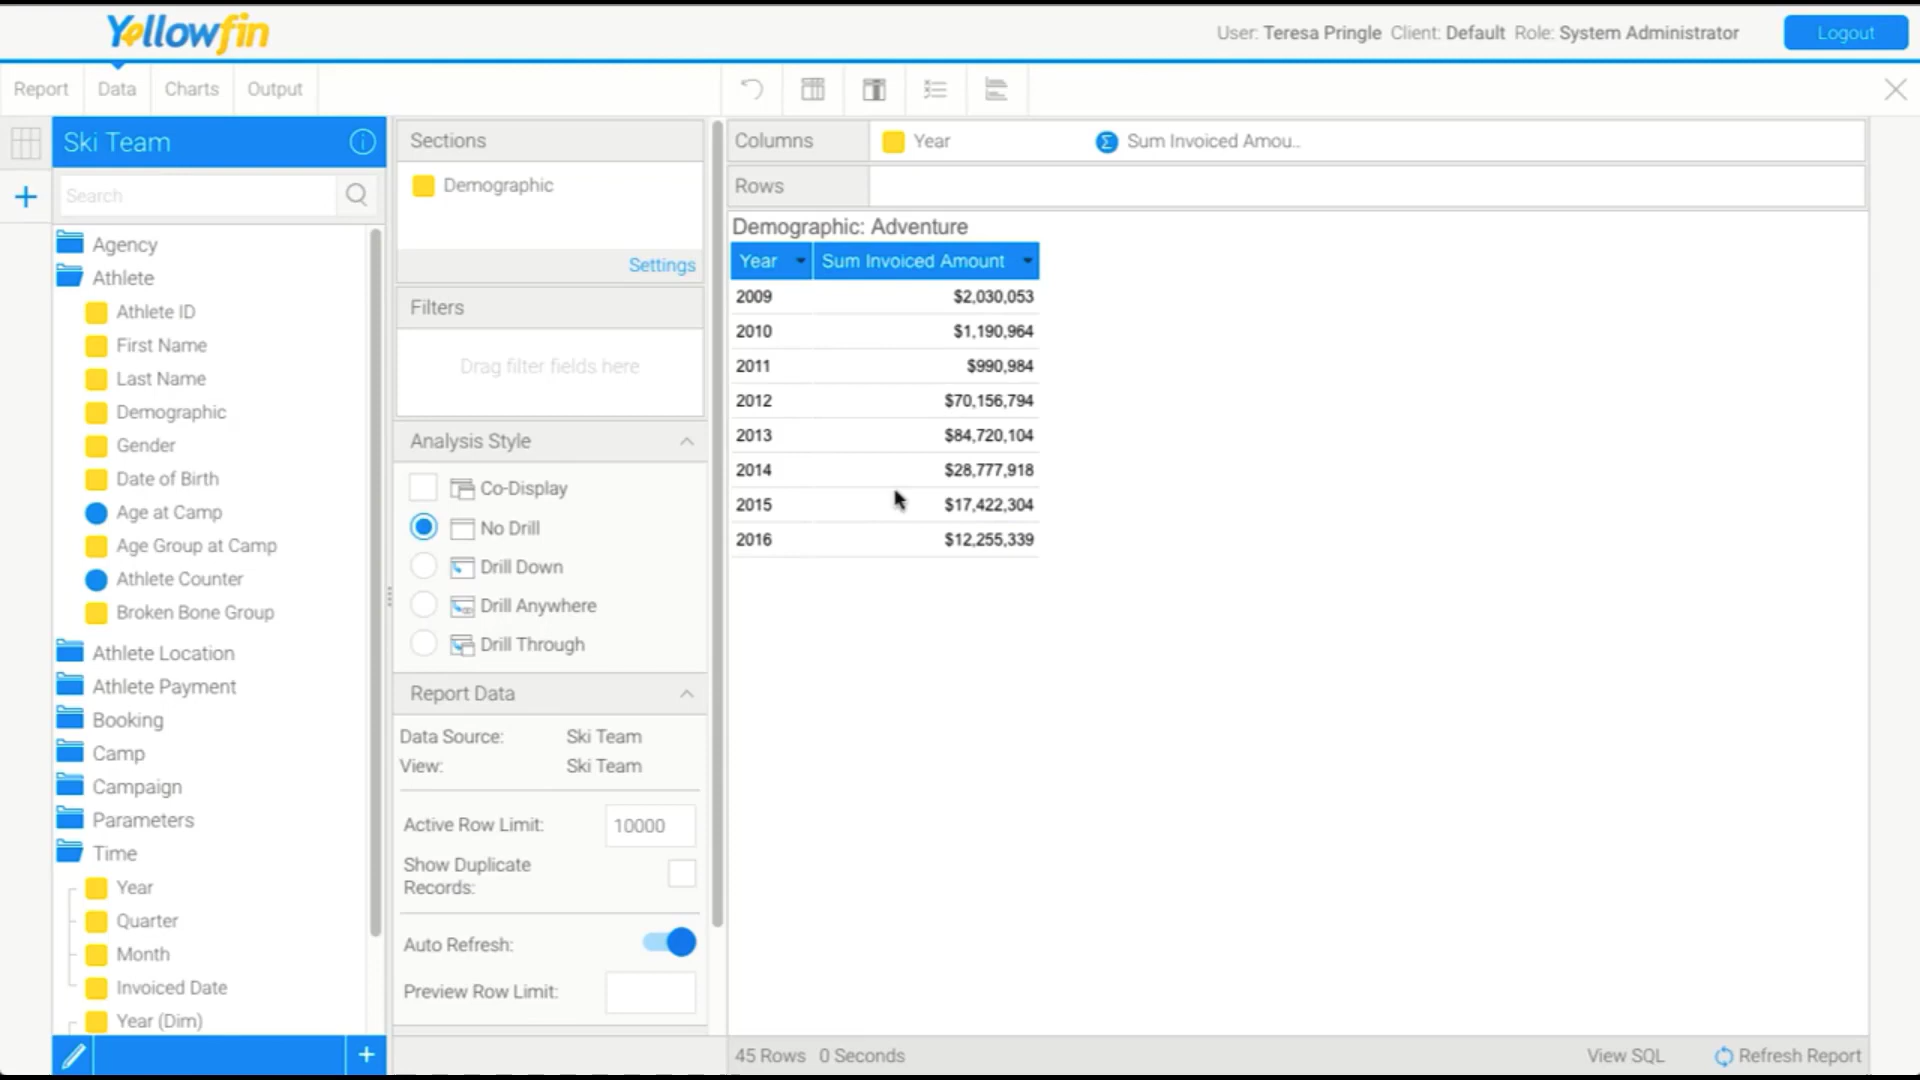 Yellowfin
User: Teresa Pringle Client: Default Role: System Administrator
Logout
Report Data Charts Output
Ski Team
Search
Agency
Athlete
Athlete ID
First Name
Last Name
Demographic
Gender
Date of Birth
Age at Camp
Age Group at Camp
Athlete Counter
Broken Bone Group
Athlete Location
Athlete Payment
Booking
Camp
Campaign
Parameters
Time
Year
Quarter
Month
Invoiced Date
Year (Dim)
Sections
Demographic
Settings
Filters
Drag filter fields here
Analysis Style
Co-Display
No Drill
Drill Down
Drill Anywhere
Drill Through
Report Data
Data Source: Ski Team
View: Ski Team
Active Row Limit: 10000
Show Duplicate
Records:
Auto Refresh:
Preview Row Limit:
Columns Year Sum Invoiced Amou..
Rows
Demographic: Adventure
Year Sum Invoiced Amount
2009 $2,030,053
2010 $1,190,964
2011 $990,984
2012 $70,156,794
2013 $84,720,104
2014 $28,777,918
2015 $17,422,304
2016 $12,255,339
45 Rows 0 Seconds
View SQL Refresh Report